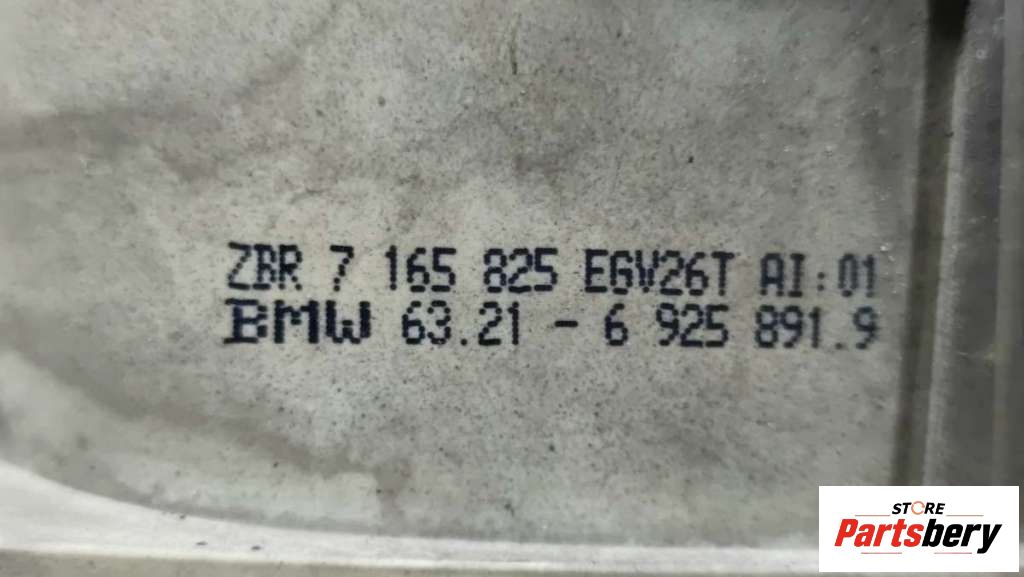 ZBR 7 165 825 EGV26T AI:01
BMW 63.21 - 6 925 891.9
STORE
Partsbery